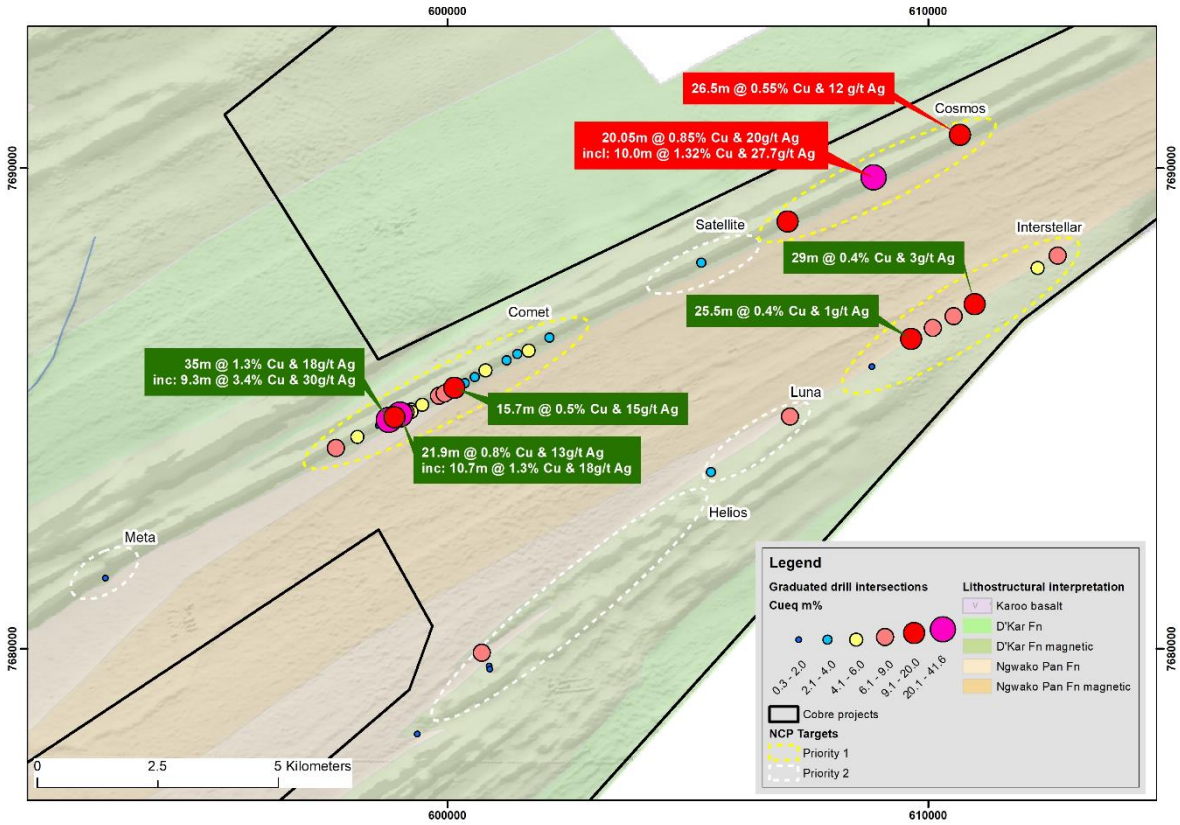 600000
610000
26.5m @ 0.55% Cu & 12 g/t Ag
Cosmos
20.05m @ 0.85% Cu & 20g/t Ag
incl: 10.0m @ 1.32% Cu & 27.7g/t Ag
7690000
7690000
Satellite
Interstellar
29m @ 0.4% Cu & 3g/t Ag
25.5m @ 0.4% Cu & 1g/t Ag
Comet
35m @ 1.3% Cu & 18g/t Ag
inc: 9.3m @ 3.4% Cu & 30g/t Ag
Luna
15.7m @ 0.5% Cu & 15g/t Ag
21.9m @ 0.8% Cu & 13g/t Ag
inc: 10.7m @ 1.3% Cu & 18g/t Ag
Helios
Meta
Legend
Graduated drill intersections
Cueq m%
0.3 - 2.0
2.1 - 4.0
4.1 - 6.0
6.1 - 9.0
9.1 - 20.0
20.1 - 41.6
Cobre projects
NCP Targets
Priority 1
Priority 2
Lithostructural interpretation
v
Karoo basalt
D'Kar Fn
D'Kar Fn magnetic
Ngwako Pan Fn
Ngwako Pan Fn magnetic
7680000
7680000
0
2.5
5 Kilometers
600000
610000